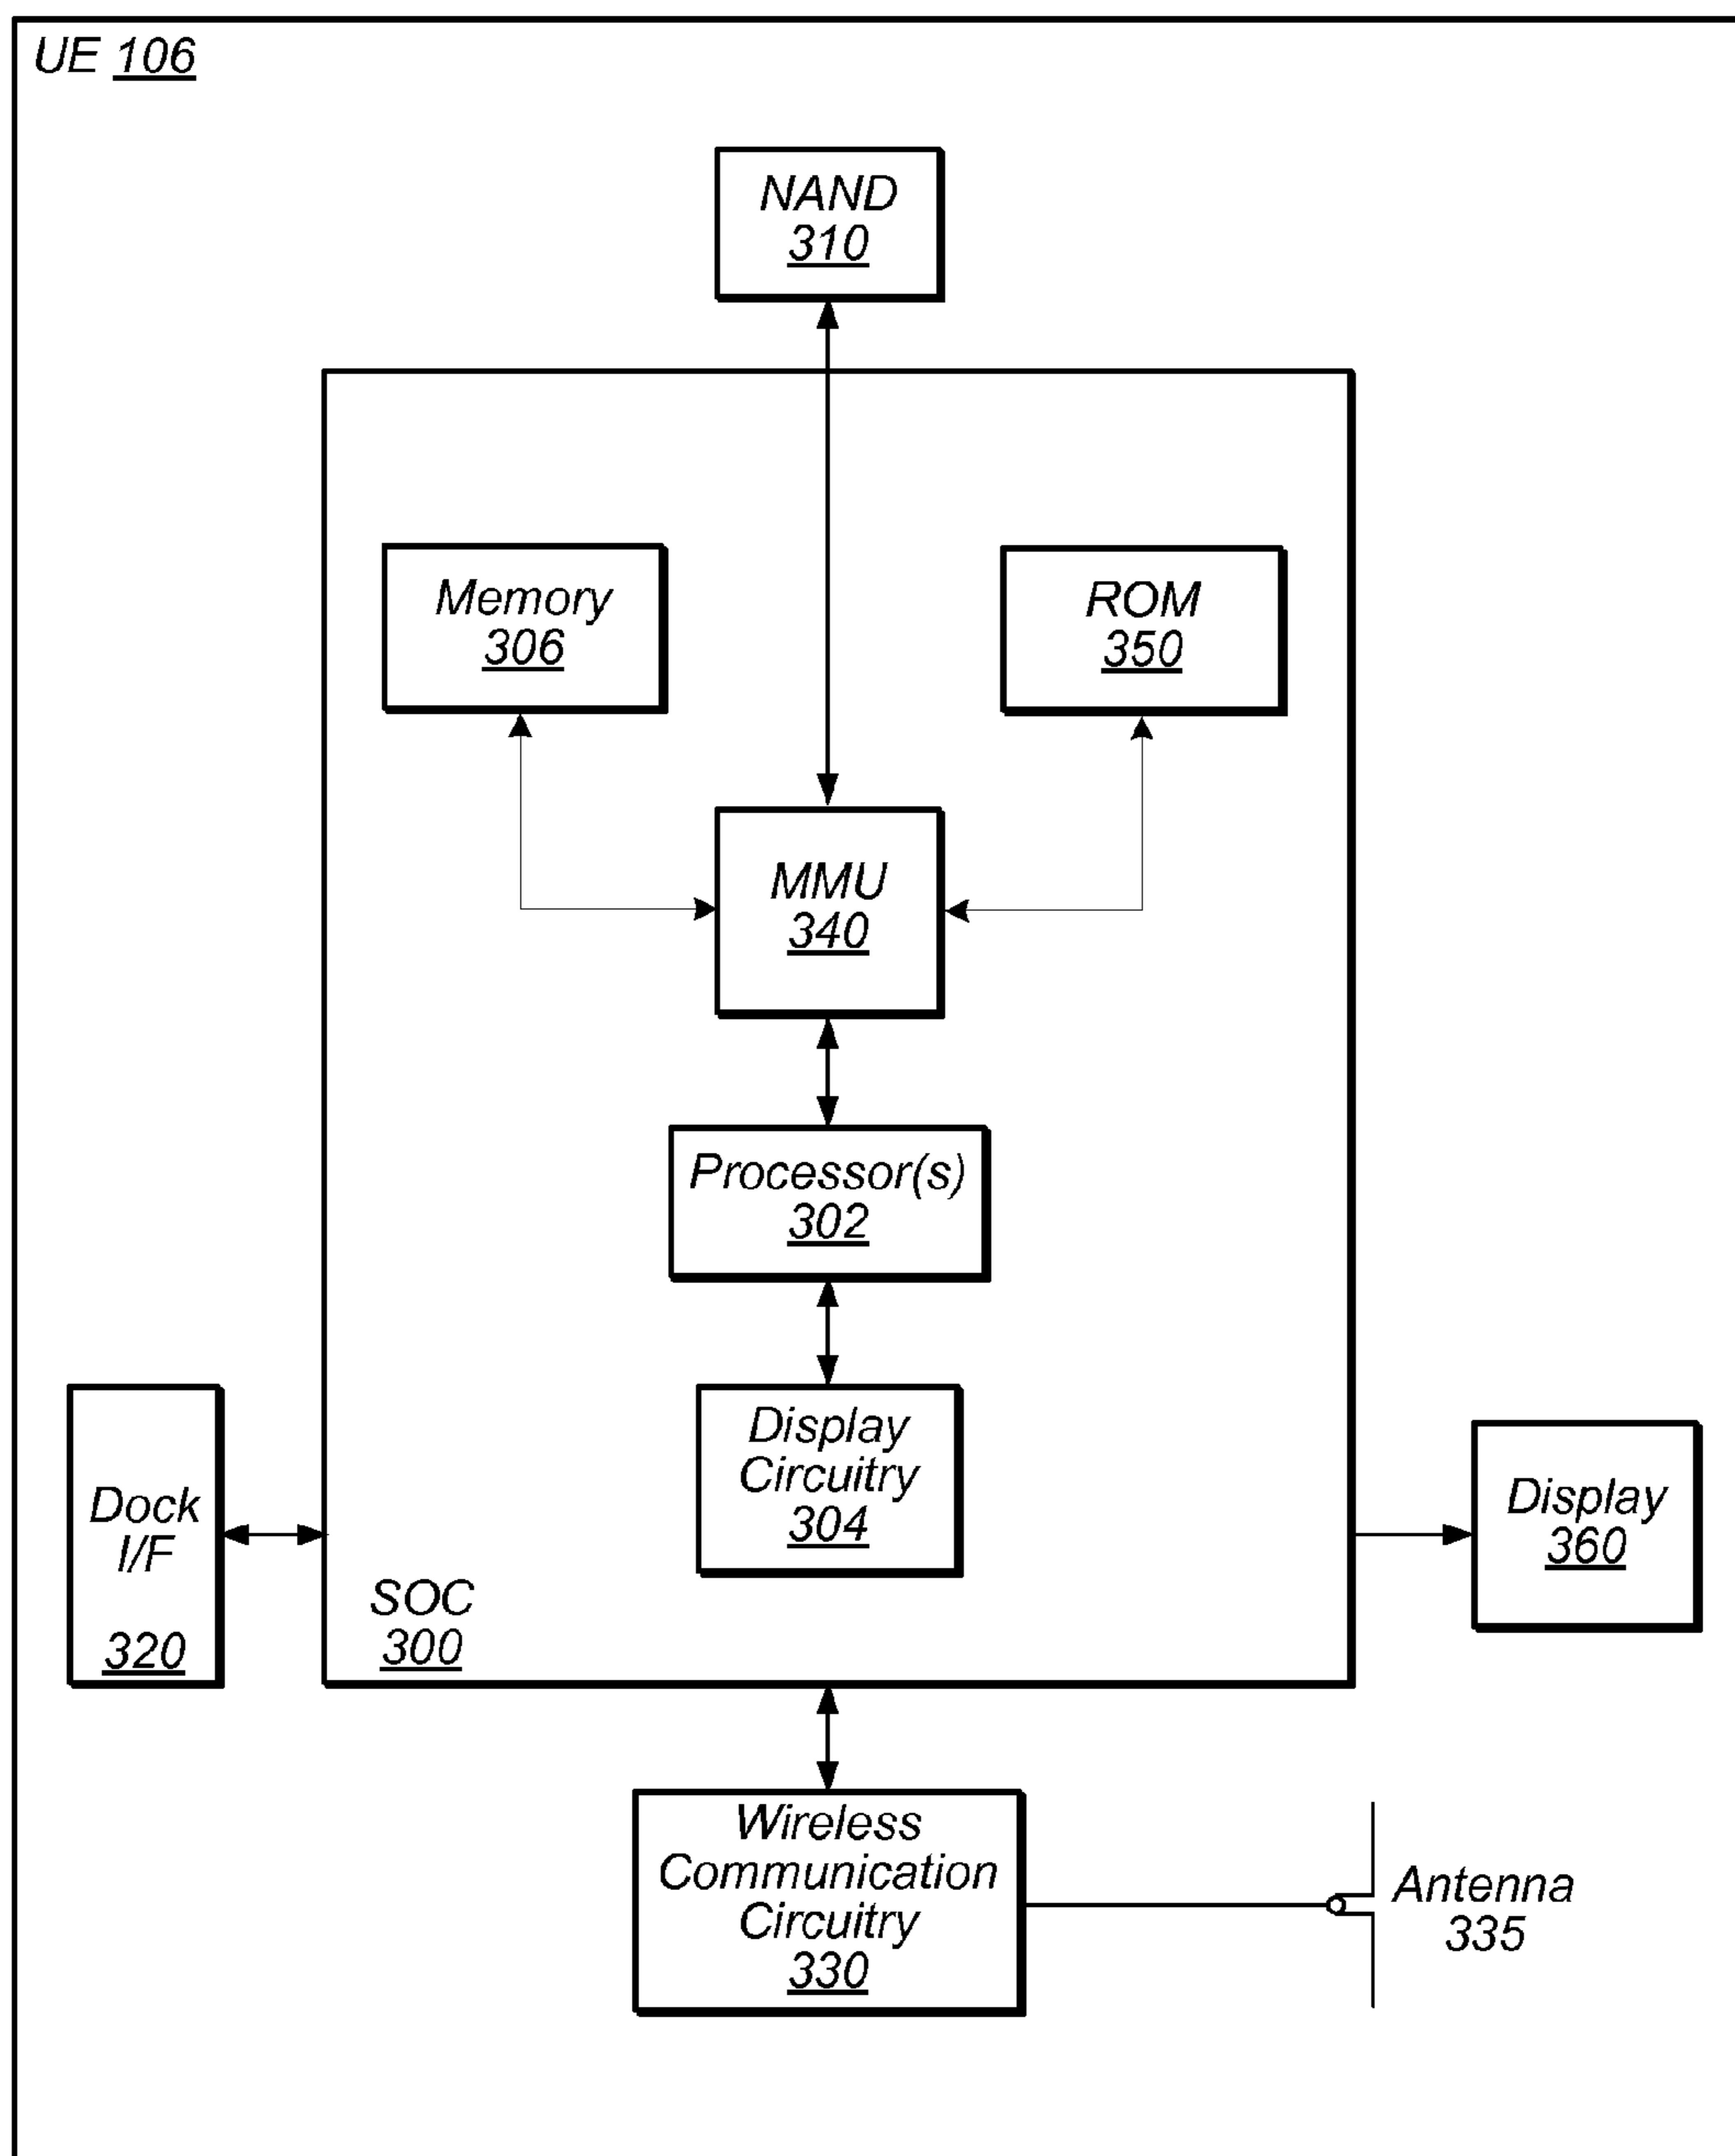 UE 106
NAND
310
Memory
306
ROM
350
MMU
340
Processor(s)
302
Display
Circuitry
304
Dock
I/F
320
SOC
300
Display
360
Wireless
Communication
Circuitry
330
Antenna
335